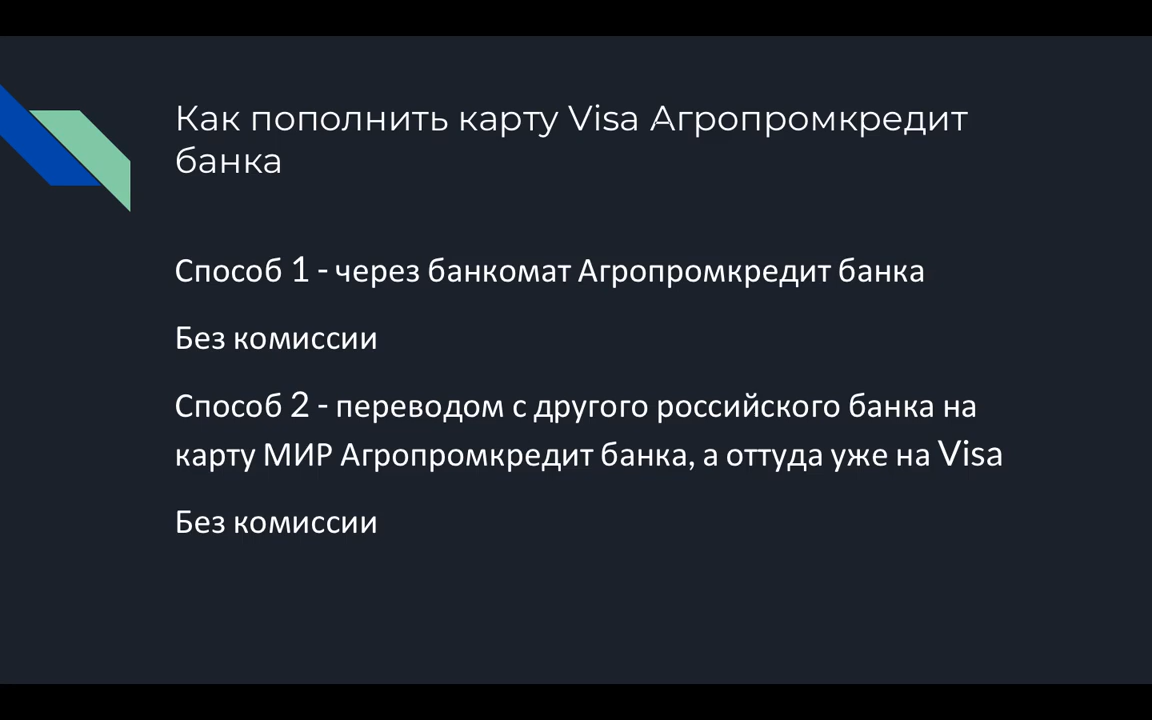 Как пополнить карту Visa Агропромкредит
банка
Способ 1 - через банкомат Агропромкредит банка
Без комиссии
Способ 2 - переводом с другого российского банка на
карту МИР Агропромкредит банка, а оттуда уже на Visa
Без комиссии